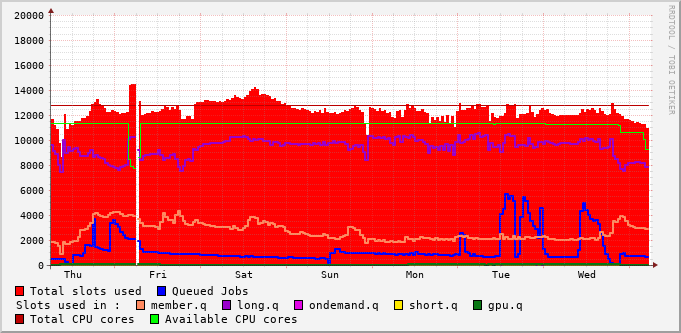 20000
18000
16000
14000
12000
10000
8000
6000
4000
2000
0
Thu Fri Sat Sun Mon Tue Wed
Total slots used Queued Jobs
Slots used in : member.q long.q ondemand.q short.q gpu.q
Total CPU cores Available CPU cores
RRDTOOL / TOBI OETIKER